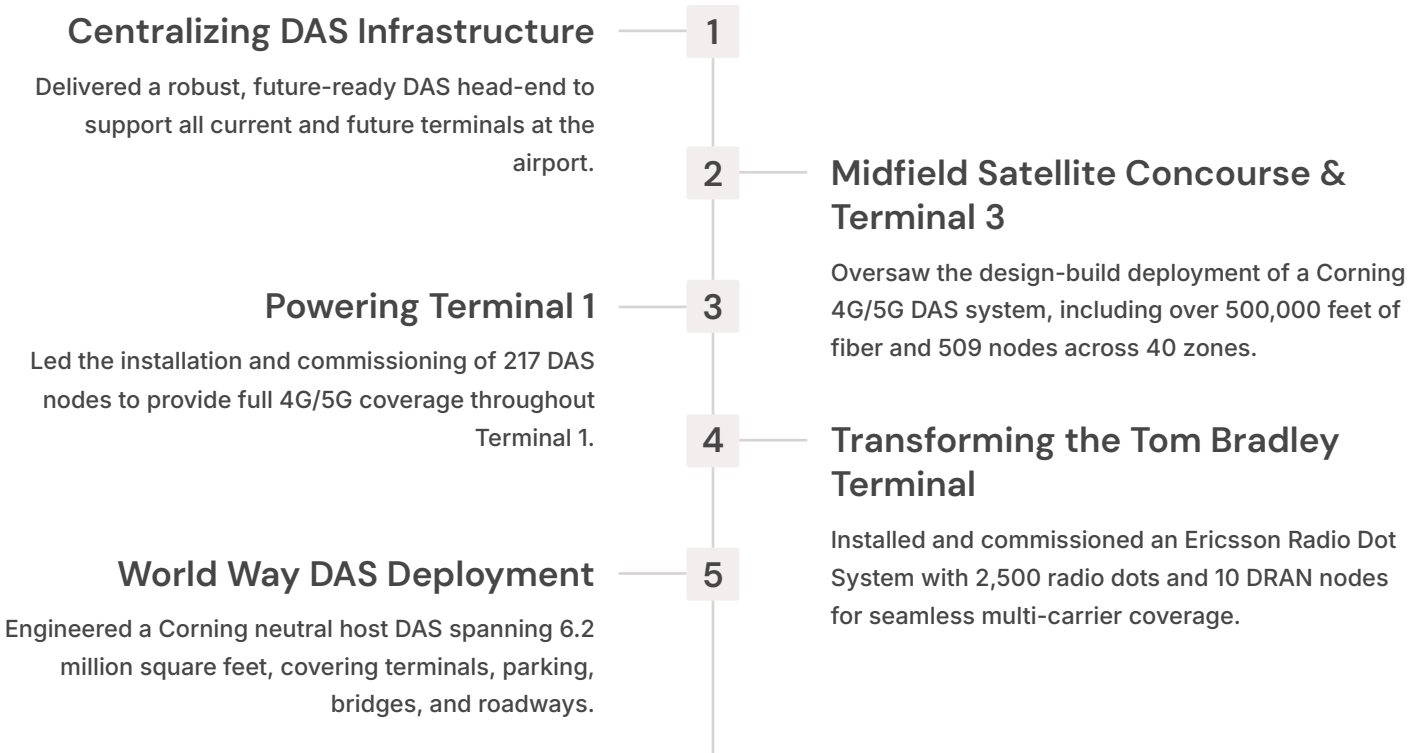 Centralizing DAS Infrastructure
1
Delivered a robust, future-ready DAS head-end to
support all current and future terminals at the
airport.
2
Midfield Satellite Concourse &
Terminal 3
Oversaw the design-build deployment of a Corning
4G/5G DAS system, including over 500,000 feet of
fiber and 509 nodes across 40 zones.
Powering Terminal 1
3
Led the installation and commissioning of 217 DAS
nodes to provide full 4G/5G coverage throughout
Terminal 1.
4
Transforming the Tom Bradley
Terminal
Installed and commissioned an Ericsson Radio Dot
System with 2,500 radio dots and 10 DRAN nodes
for seamless multi-carrier coverage.
World Way DAS Deployment
5
Engineered a Corning neutral host DAS spanning 6.2
million square feet, covering terminals, parking,
bridges, and roadways.